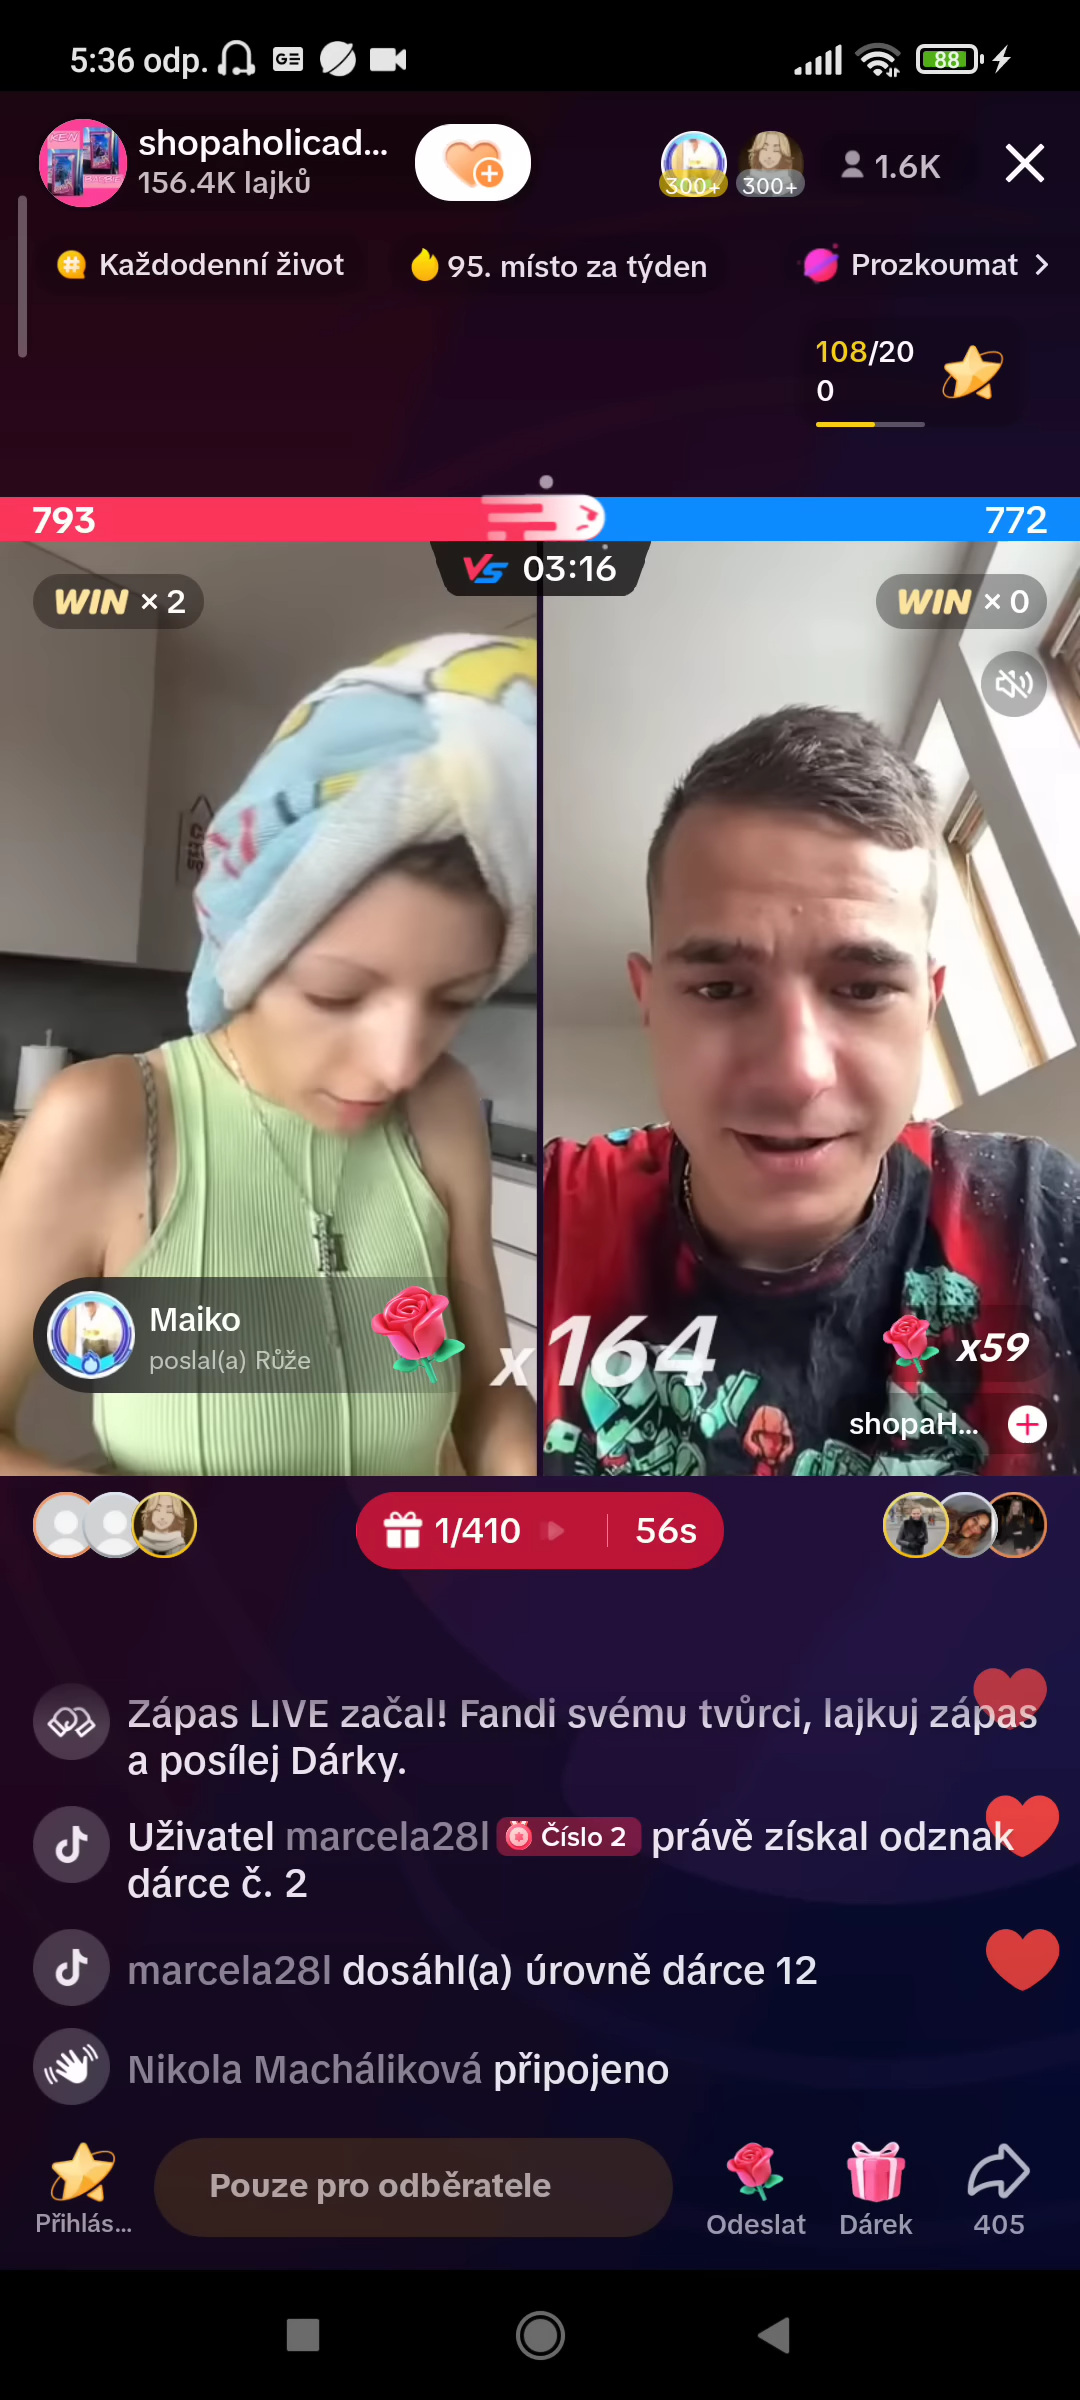 5:36 odp.
88
shopaholicad...
156.4K lajků
300+
300+
1.6K
Každodenní život
95. místo za týden
Prozkoumat
108/20
0
793
772
VS 03:16
WIN × 2
WIN × 0
Maiko
poslal(a) Růže
x164
x59
shopaH...
1/410
56s
Zápas LIVE začal! Fandi svému tvůrci, lajkuj zápas
a posílej Dárky.
Uživatel marcela28l Číslo 2 právě získal odznak
dárce č. 2
marcela28l dosáhl(a) úrovně dárce 12
Nikola Macháliková připojeno
Přihlás...
Pouze pro odběratele
Odeslat
Dárek
405